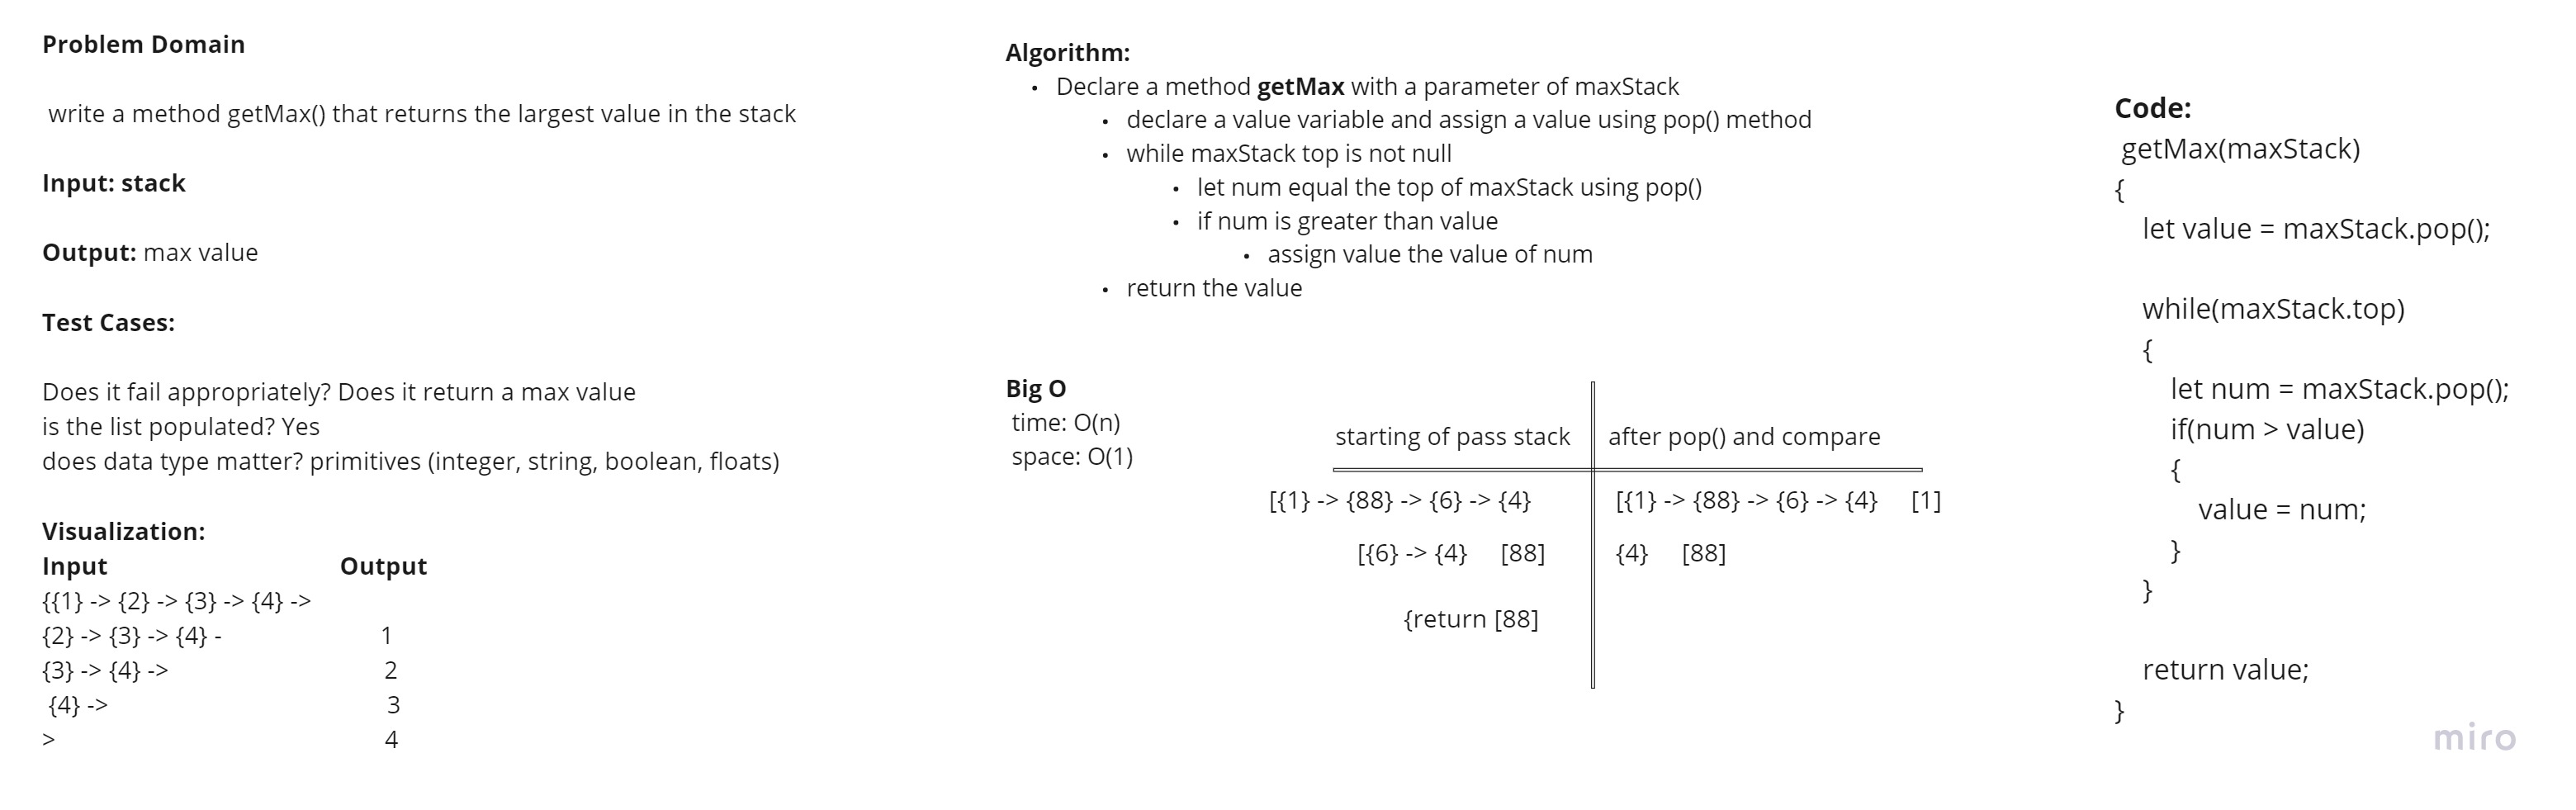 Problem Domain
write a method getMax() that returns the largest value in the stack
Input: stack
Output: max value
Test Cases:
Does it fail appropriately? Does it return a max value
is the list populated? Yes
does data type matter? primitives (integer, string, boolean, floats)
Visualization:
Input Output
{{1} -> {2} -> {3} -> {4} ->
{2} -> {3} -> {4} - 1
{3} -> {4} -> 2
{4} -> 3
> 4
Algorithm:
• Declare a method getMax with a parameter of maxStack
• declare a value variable and assign a value using pop() method
• while maxStack top is not null
• let num equal the top of maxStack using pop()
• if num is greater than value
• assign value the value of num
• return the value
Big O
time: O(n)
space: O(1)
starting of pass stack after pop() and compare
[{1} -> {88} -> {6} -> {4} [{1} -> {88} -> {6} -> {4} [1]
[{6} -> {4} [88] {4} [88]
{return [88]
Code:
getMax(maxStack)
{
let value = maxStack.pop();
while(maxStack.top)
{
let num = maxStack.pop();
if(num > value)
{
value = num;
}
}
return value;
}
miro